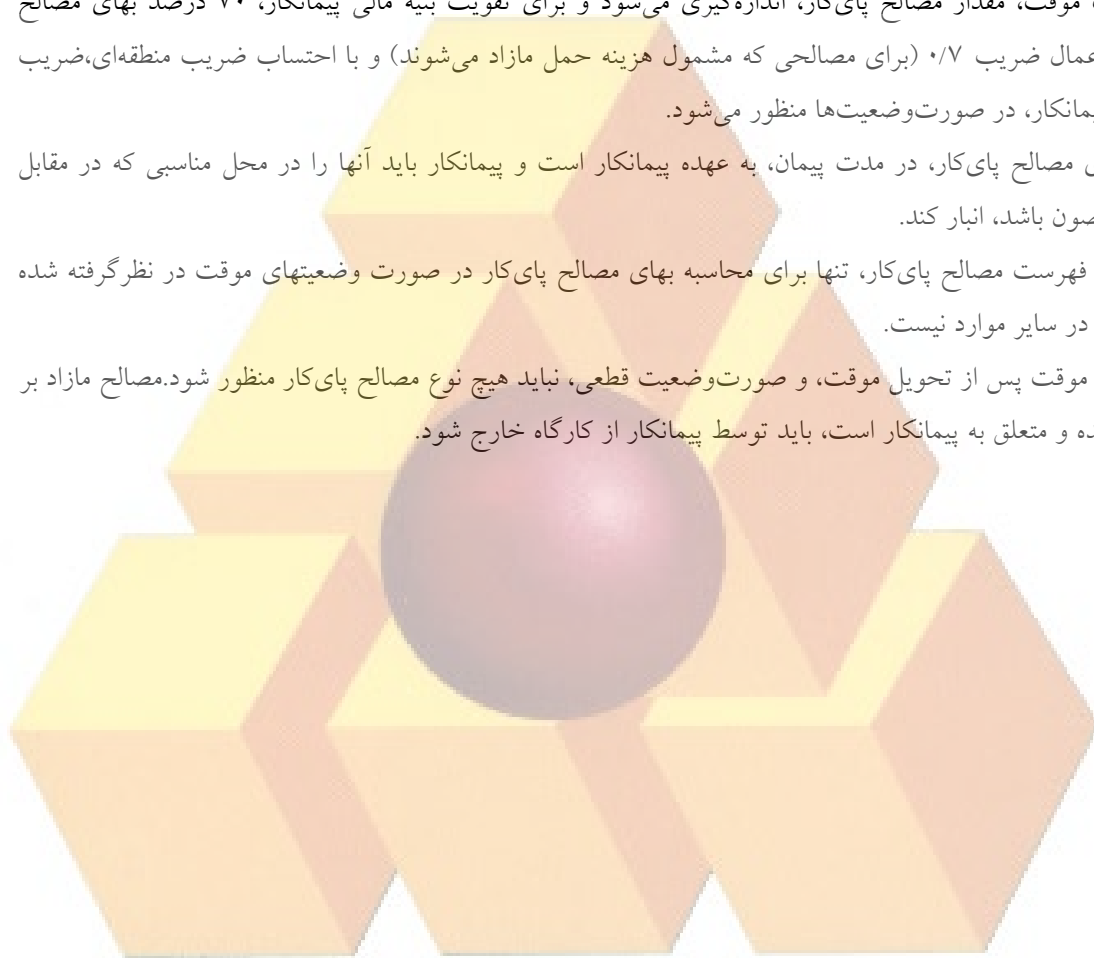 موقت، مقدار مصالح پای‌کار، اندازه‌گیری می‌شود و برای تقویت بنیه مالی پیمانکار، ۷۰ درصد بهای مصالح
عمال ضریب ۰/۷ (برای مصالحی که مشمول هزینه حمل مازاد می‌شوند) و با احتساب ضریب منطقه‌ای،ضریب
یمانکار، در صورت‌وضعیت‌ها منظور می‌شود.
ی مصالح پای‌کار، در مدت پیمان، به عهده پیمانکار است و پیمانکار باید آنها را در محل مناسبی که در مقابل
صون باشد، انبار کند.
فهرست مصالح پای‌کار، تنها برای محاسبه بهای مصالح پای‌کار در صورت وضعیتهای موقت در نظرگرفته شده
در سایر موارد نیست.
موقت پس از تحویل موقت، و صورت‌وضعیت قطعی، نباید هیچ نوع مصالح پای‌کار منظور شود.مصالح مازاد بر
ده و متعلق به پیمانکار است، باید توسط پیمانکار از کارگاه خارج شود.